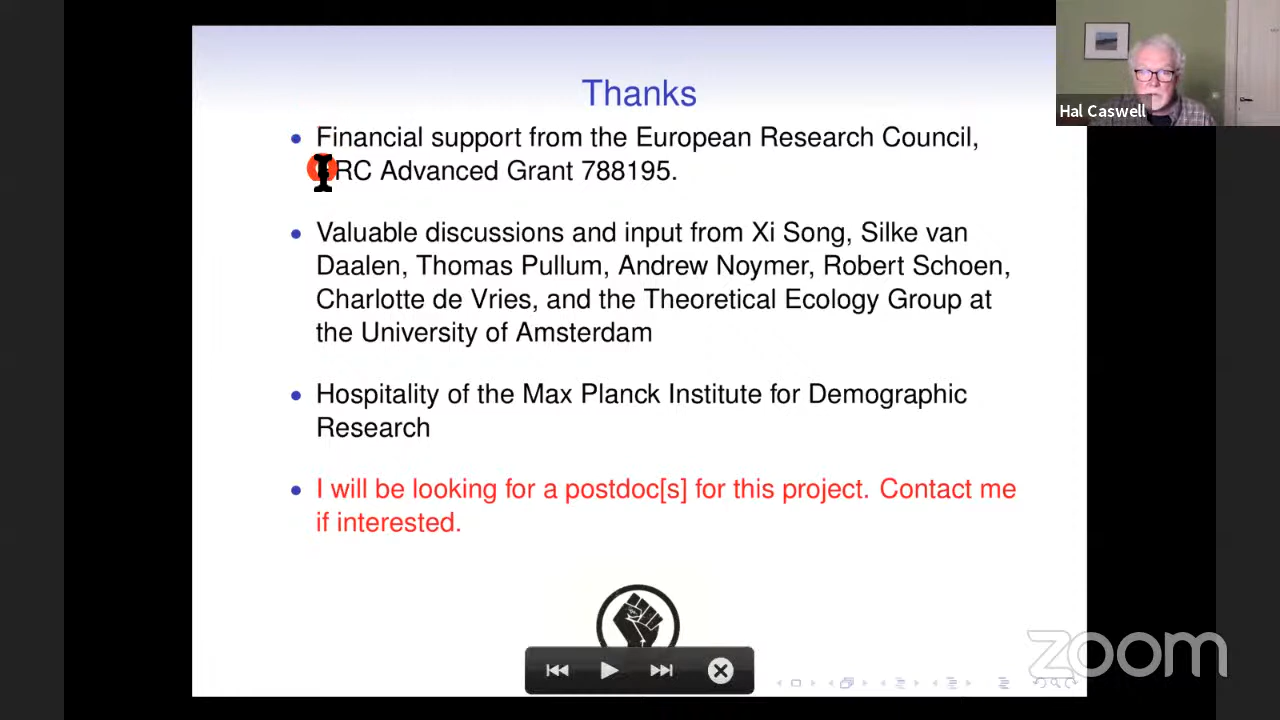 Thanks
Financial support from the European Research Council,
RC Advanced Grant 788195.
Valuable discussions and input from Xi Song, Silke van
Daalen, Thomas Pullum, Andrew Noymer, Robert Schoen,
Charlotte de Vries, and the Theoretical Ecology Group at
the University of Amsterdam
Hospitality of the Max Planck Institute for Demographic
Research
I will be looking for a postdoc[s] for this project. Contact me
if interested.
Hal Caswell
zoom